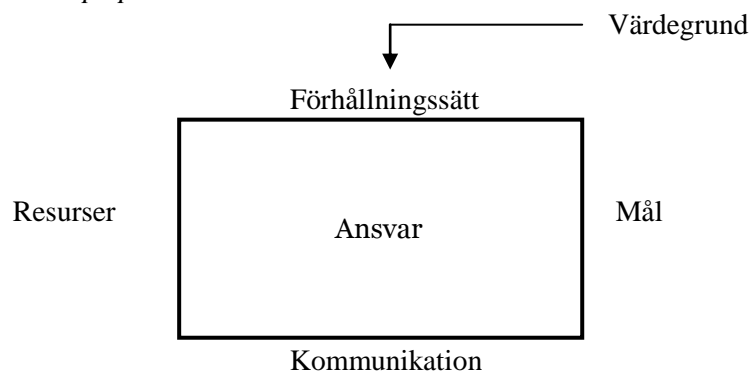 Värdegrund
Förhållningssätt
Resurser
Ansvar
Mål
Kommunikation